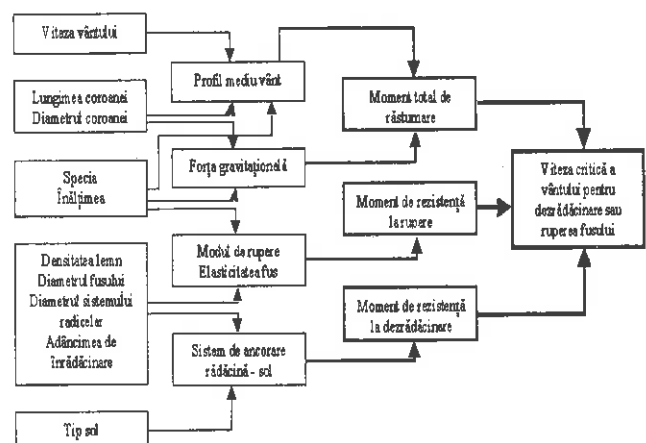 Viteza vântului
Lungimea coroanei
Diametrul coroanei
Specia
Înălțimea
Densitatea lemn
Diametrul fusului
Diametrul sistemului
radicelar
Adâncimea de
înrădăcinare
Tip sol
Profil mediu vânt
Forța gravitațională
Modul de rupere
Elasticitatea fus
Sistem de ancorare
rădăcină - sol
Moment total de
răsturnare
Moment de rezistență
la rupere
Moment de rezistență
la dezrădăcinare
Viteza critică a
vântului pentru
dezrădăcinare sau
ruperea fusului